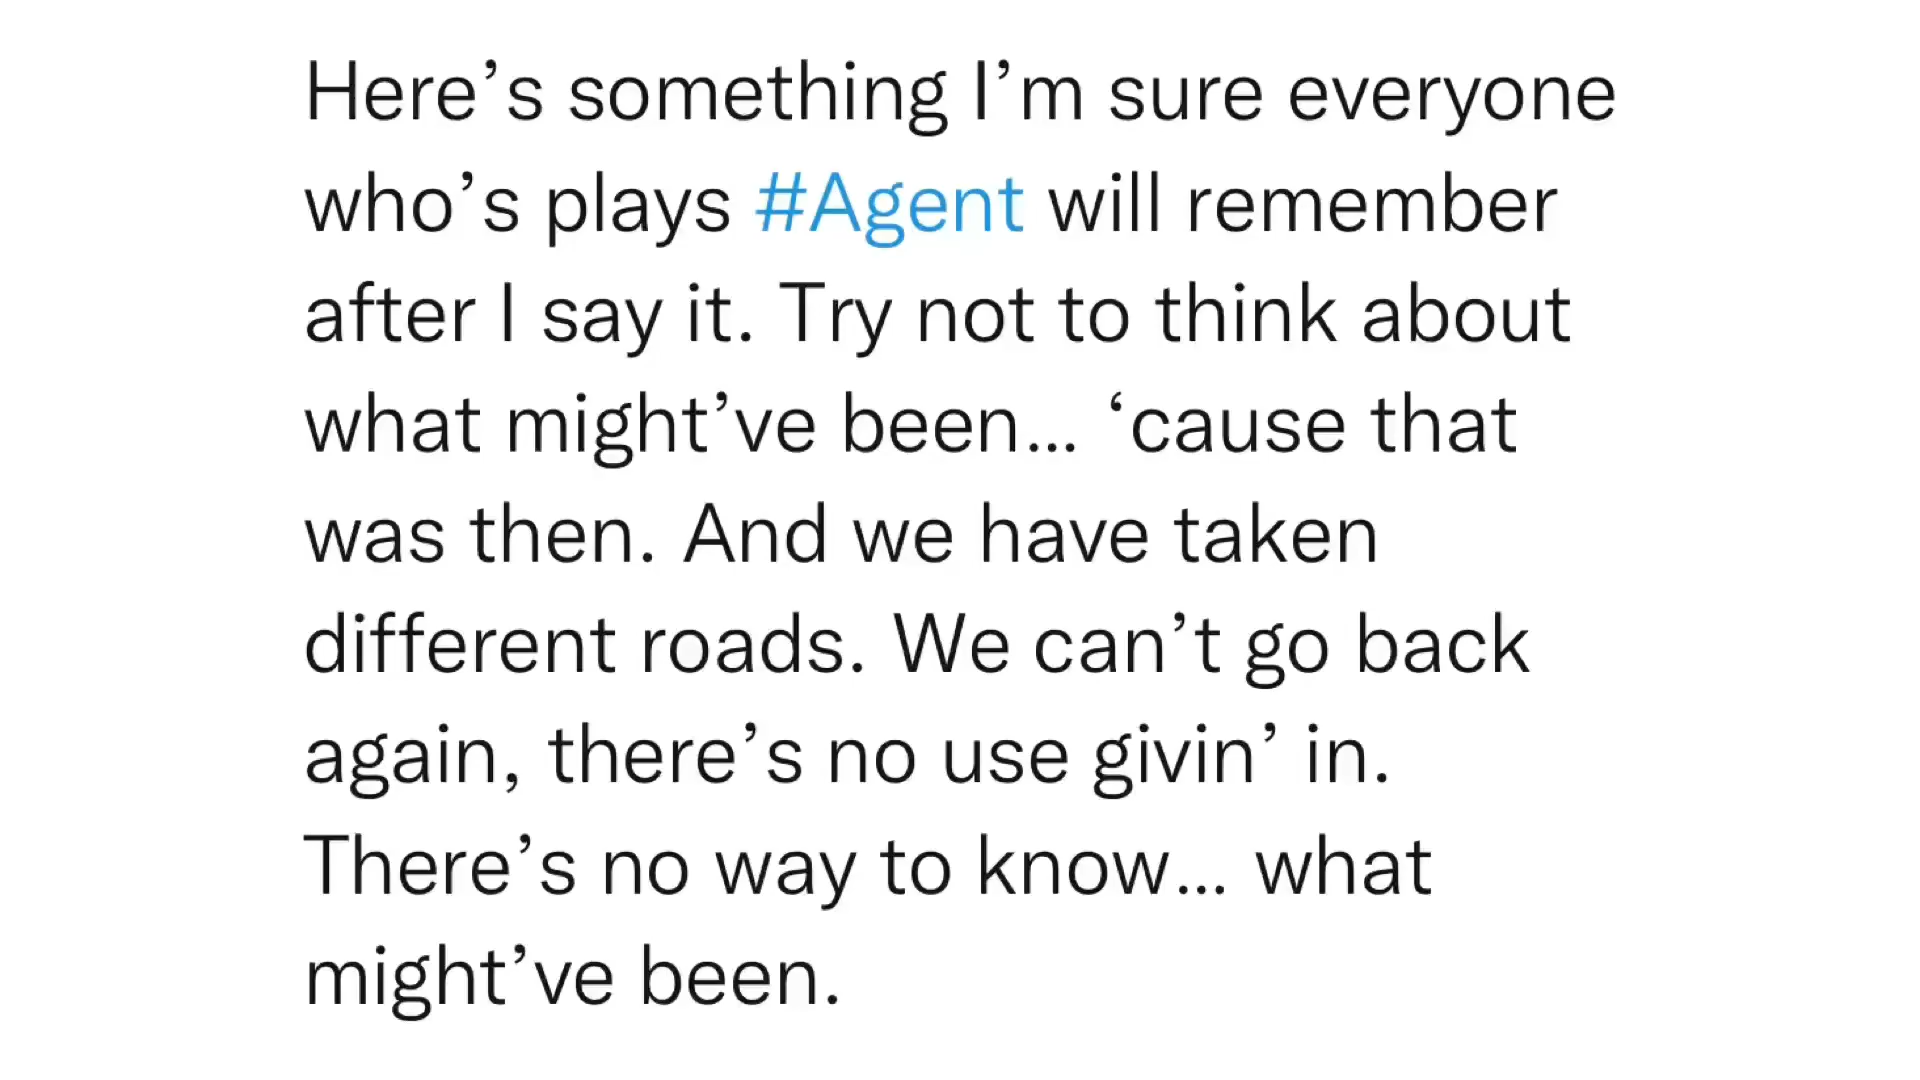 Here’s something I’m sure everyone
who’s plays #Agent will remember
after I say it. Try not to think about
what might’ve been... ‘cause that
was then. And we have taken
different roads. We can’t go back
again, there’s no use givin’ in.
There’s no way to know... what
might’ve been.